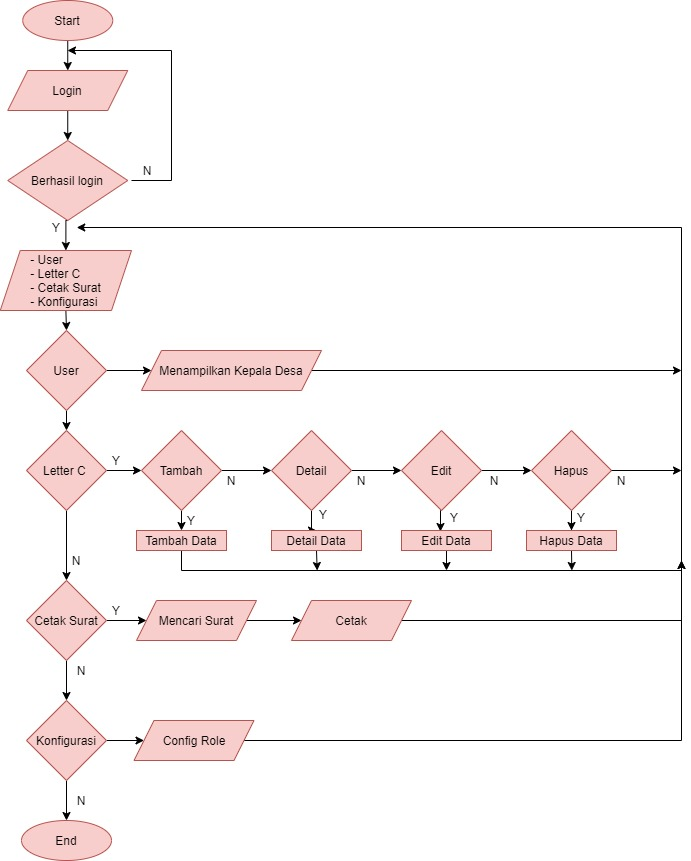 Start
Login
Berhasil login
N
Y
- User
- Letter C
- Cetak Surat
- Konfigurasi
User
Menampilkan Kepala Desa
Letter C
Y
Tambah
N
Detail
N
Edit
N
Hapus
N
Y
Y
Y
Y
Tambah Data
Detail Data
Edit Data
Hapus Data
N
Cetak Surat
Y
Mencari Surat
Cetak
N
Konfigurasi
Config Role
N
End